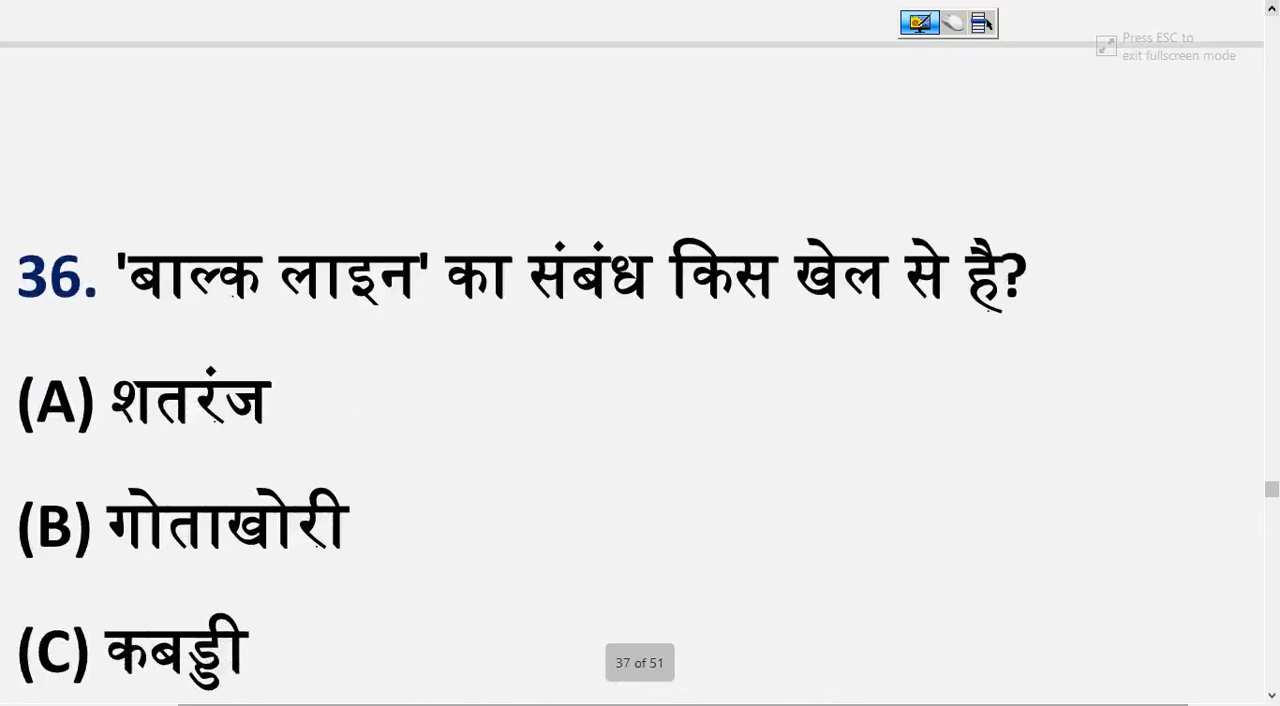 Press ESC to
exit fullscreen mode
36. 'बाल्क लाइन' का संबंध किस खेल से है?
(A) शतरंज
(B) गोताखोरी
(C) कबड्डी
37 of 51